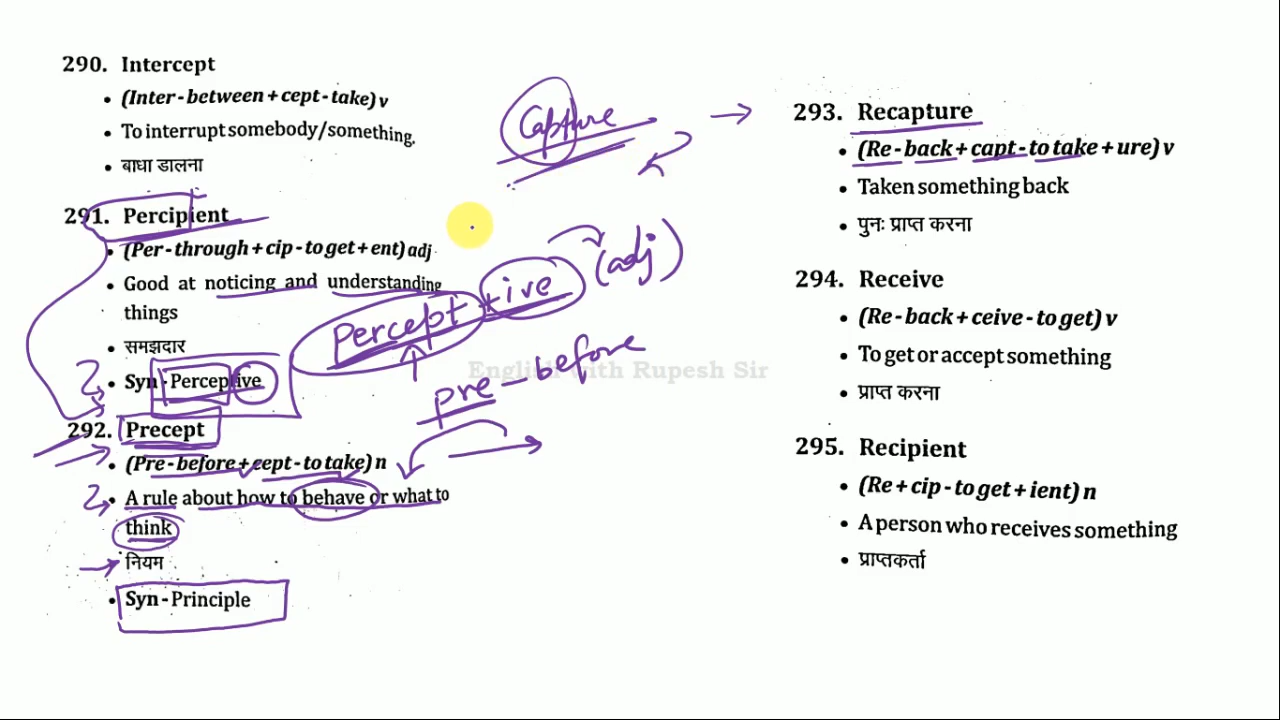 290. Intercept
• (Inter - between + cept - take) v
• To interrupt somebody/something.
• बाधा डालना
291. Percipient
• (Per - through + cip - to get + ent) adj
• Good at noticing and understanding
things
• समझदार
• Syn - Perceptive
292. Precept
• (Pre - before + cept - to take) n
• A rule about how to behave or what to
think
• नियम
• Syn - Principle
Capture
Percept + ive (adj)
pre - before
English with Rupesh Sir
293. Recapture
• (Re - back + capt - to take + ure) v
• Taken something back
• पुनः प्राप्त करना
294. Receive
• (Re - back + ceive - to get) v
• To get or accept something
• प्राप्त करना
295. Recipient
• (Re + cip - to get + ient) n
• A person who receives something
• प्राप्तकर्ता